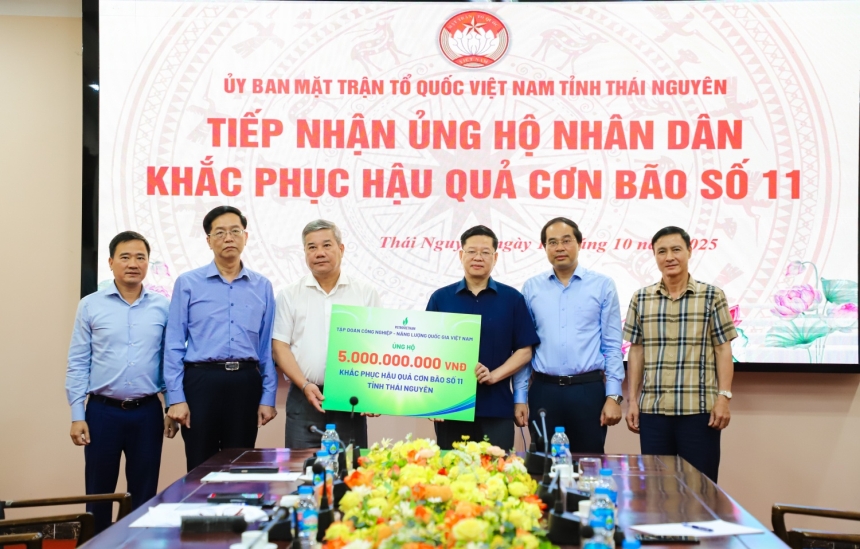 ỦY BAN MẶT TRẬN TỔ QUỐC VIỆT NAM TỈNH THÁI NGUYÊN
TIẾP NHẬN ỦNG HỘ NHÂN DÂN
KHẮC PHỤC HẬU QUẢ CƠN BÃO SỐ 11
Thái Nguy ngày 1 tháng 10 n 2025
PETROVIETNAM
TẬP ĐOÀN CÔNG NGHIỆP - NĂNG LƯỢNG QUỐC GIA VIỆT NAM
ỦNG HỘ
5.000.000.000 VNĐ
KHẮC PHỤC HẬU QUẢ CƠN BÃO SỐ 11
TỈNH THÁI NGUYÊN